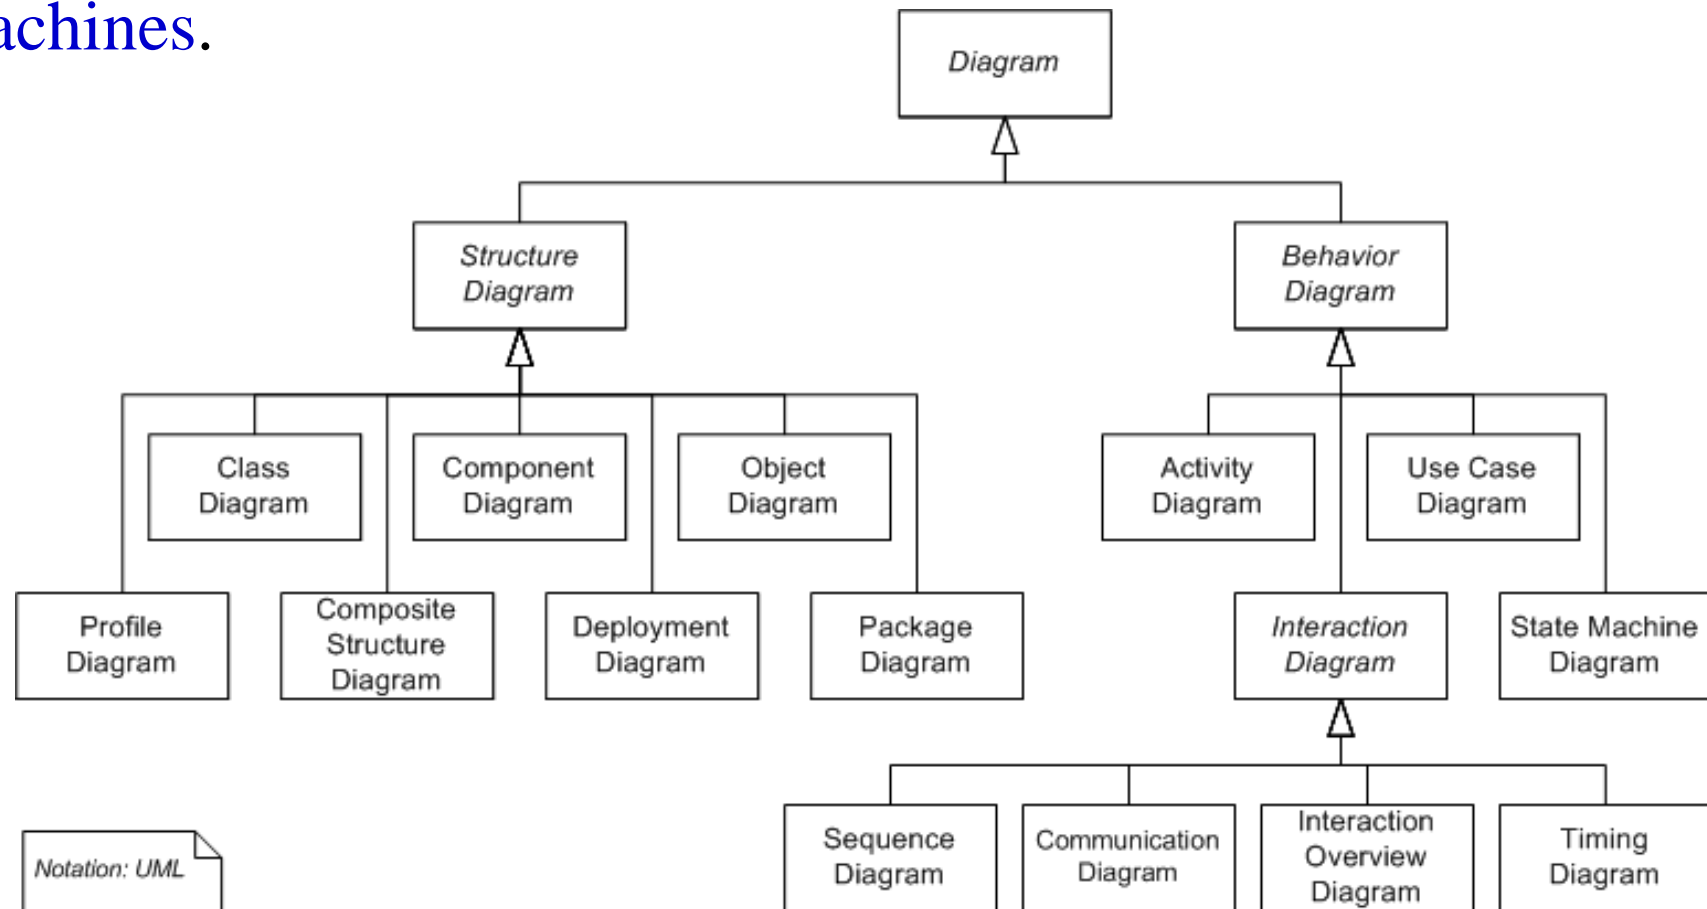 achines.
Diagram
Structure
Diagram
Behavior
Diagram
Class
Diagram
Component
Diagram
Object
Diagram
Activity
Diagram
Use Case
Diagram
Profile
Diagram
Composite
Structure
Diagram
Deployment
Diagram
Package
Diagram
Interaction
Diagram
State Machine
Diagram
Sequence
Diagram
Communication
Diagram
Interaction
Overview
Diagram
Timing
Diagram
Notation: UML